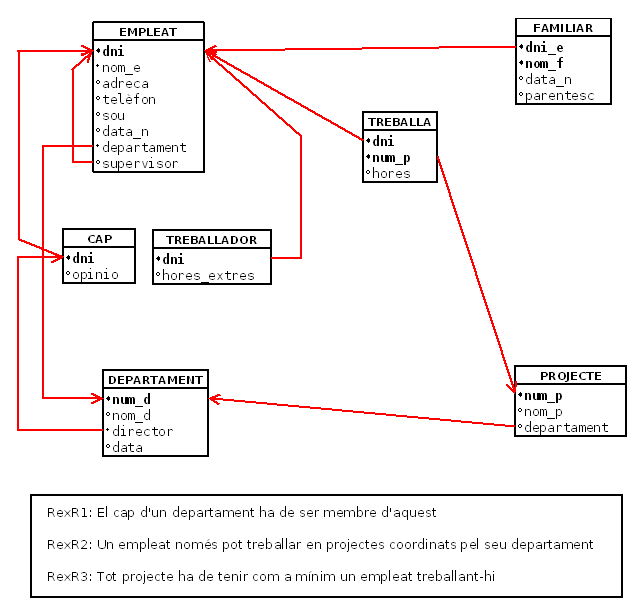 EMPLEAT
dni
nom_e
adreca
telèfon
sou
data_n
departament
supervisor
FAMILIAR
dni_e
nom_f
data_n
parentesc
TREBALLA
dni
num_p
hores
CAP
dni
opinio
TREBALLADOR
dni
hores_extres
DEPARTAMENT
num_d
nom_d
director
data
PROJECTE
num_p
nom_p
departament
RexR1: El cap d'un departament ha de ser membre d'aquest
RexR2: Un empleat només pot treballar en projectes coordinats pel seu departament
RexR3: Tot projecte ha de tenir com a mínim un empleat treballant-hi